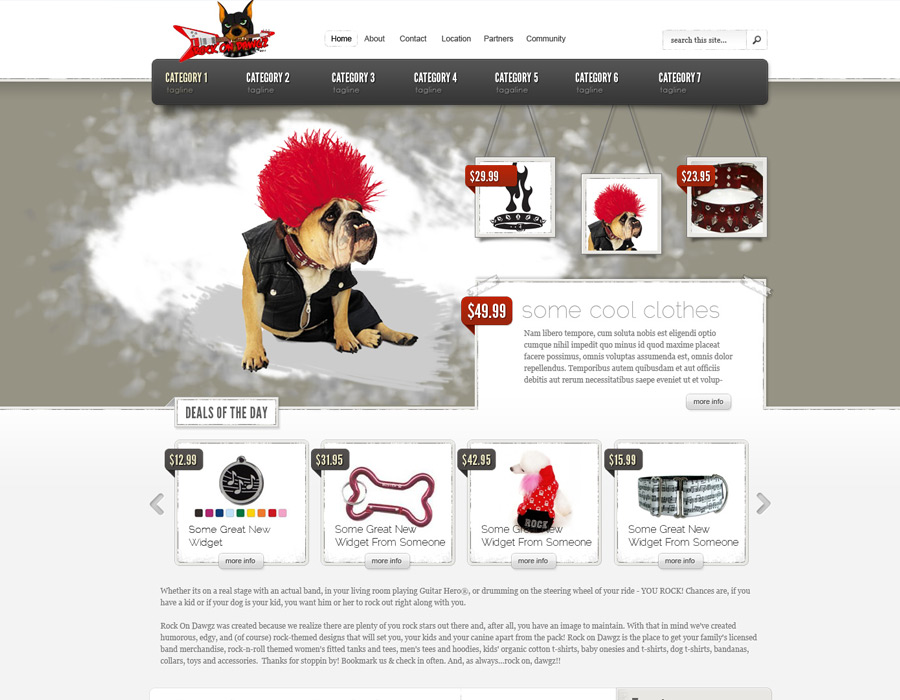 ROCK ON DAWGZ
Home About Contact Location Partners Community
search this site...
CATEGORY 1 CATEGORY 2 CATEGORY 3 CATEGORY 4 CATEGORY 5 CATEGORY 6 CATEGORY 7
tagline tagline tagline tagline tagaline tagline tagline
$29.99
$23.95
$49.99
some cool clothes
Nam libero tempore, cum soluta nobis est eligendi optio
cumque nihil impedit quo minus id quod maxime placeat
facere possimus, omnis voluptas assumenda est, omnis dolor
repellendus. Temporibus autem quibusdam et aut officiis
debitis aut rerum necessitatibus saepe eveniet ut et volup-
more info
DEALS OF THE DAY
$12.99
Some Great New
Widget
more info
$31.95
Some Great New
Widget From Someone
more info
$42.95
ROCK
Some Great New
Widget From Someone
more info
$15.99
Some Great New
Widget From Someone
more info
Whether its on a real stage with an actual band, in your living room playing Guitar Hero®, or drumming on the steering wheel of your ride - YOU ROCK! Chances are, if you
have a kid or if your dog is your kid, you want him or her to rock out right along with you.
Rock On Dawgz was created because we realize there are plenty of you rock stars out there and, after all, you have an image to maintain. With that in mind we've created
humorous, edgy, and (of course) rock-themed designs that will set you, your kids and your canine apart from the pack! Rock on Dawgz is the place to get your family's licensed
band merchandise, rock-n-roll themed women's fitted tanks and tees, men's tees and hoodies, kids' organic cotton t-shirts, baby onesies and t-shirts, dog t-shirts, bandanas,
collars, toys and accessories. Thanks for stoppin by! Bookmark us & check in often. And, as always...rock on, dawgz!!